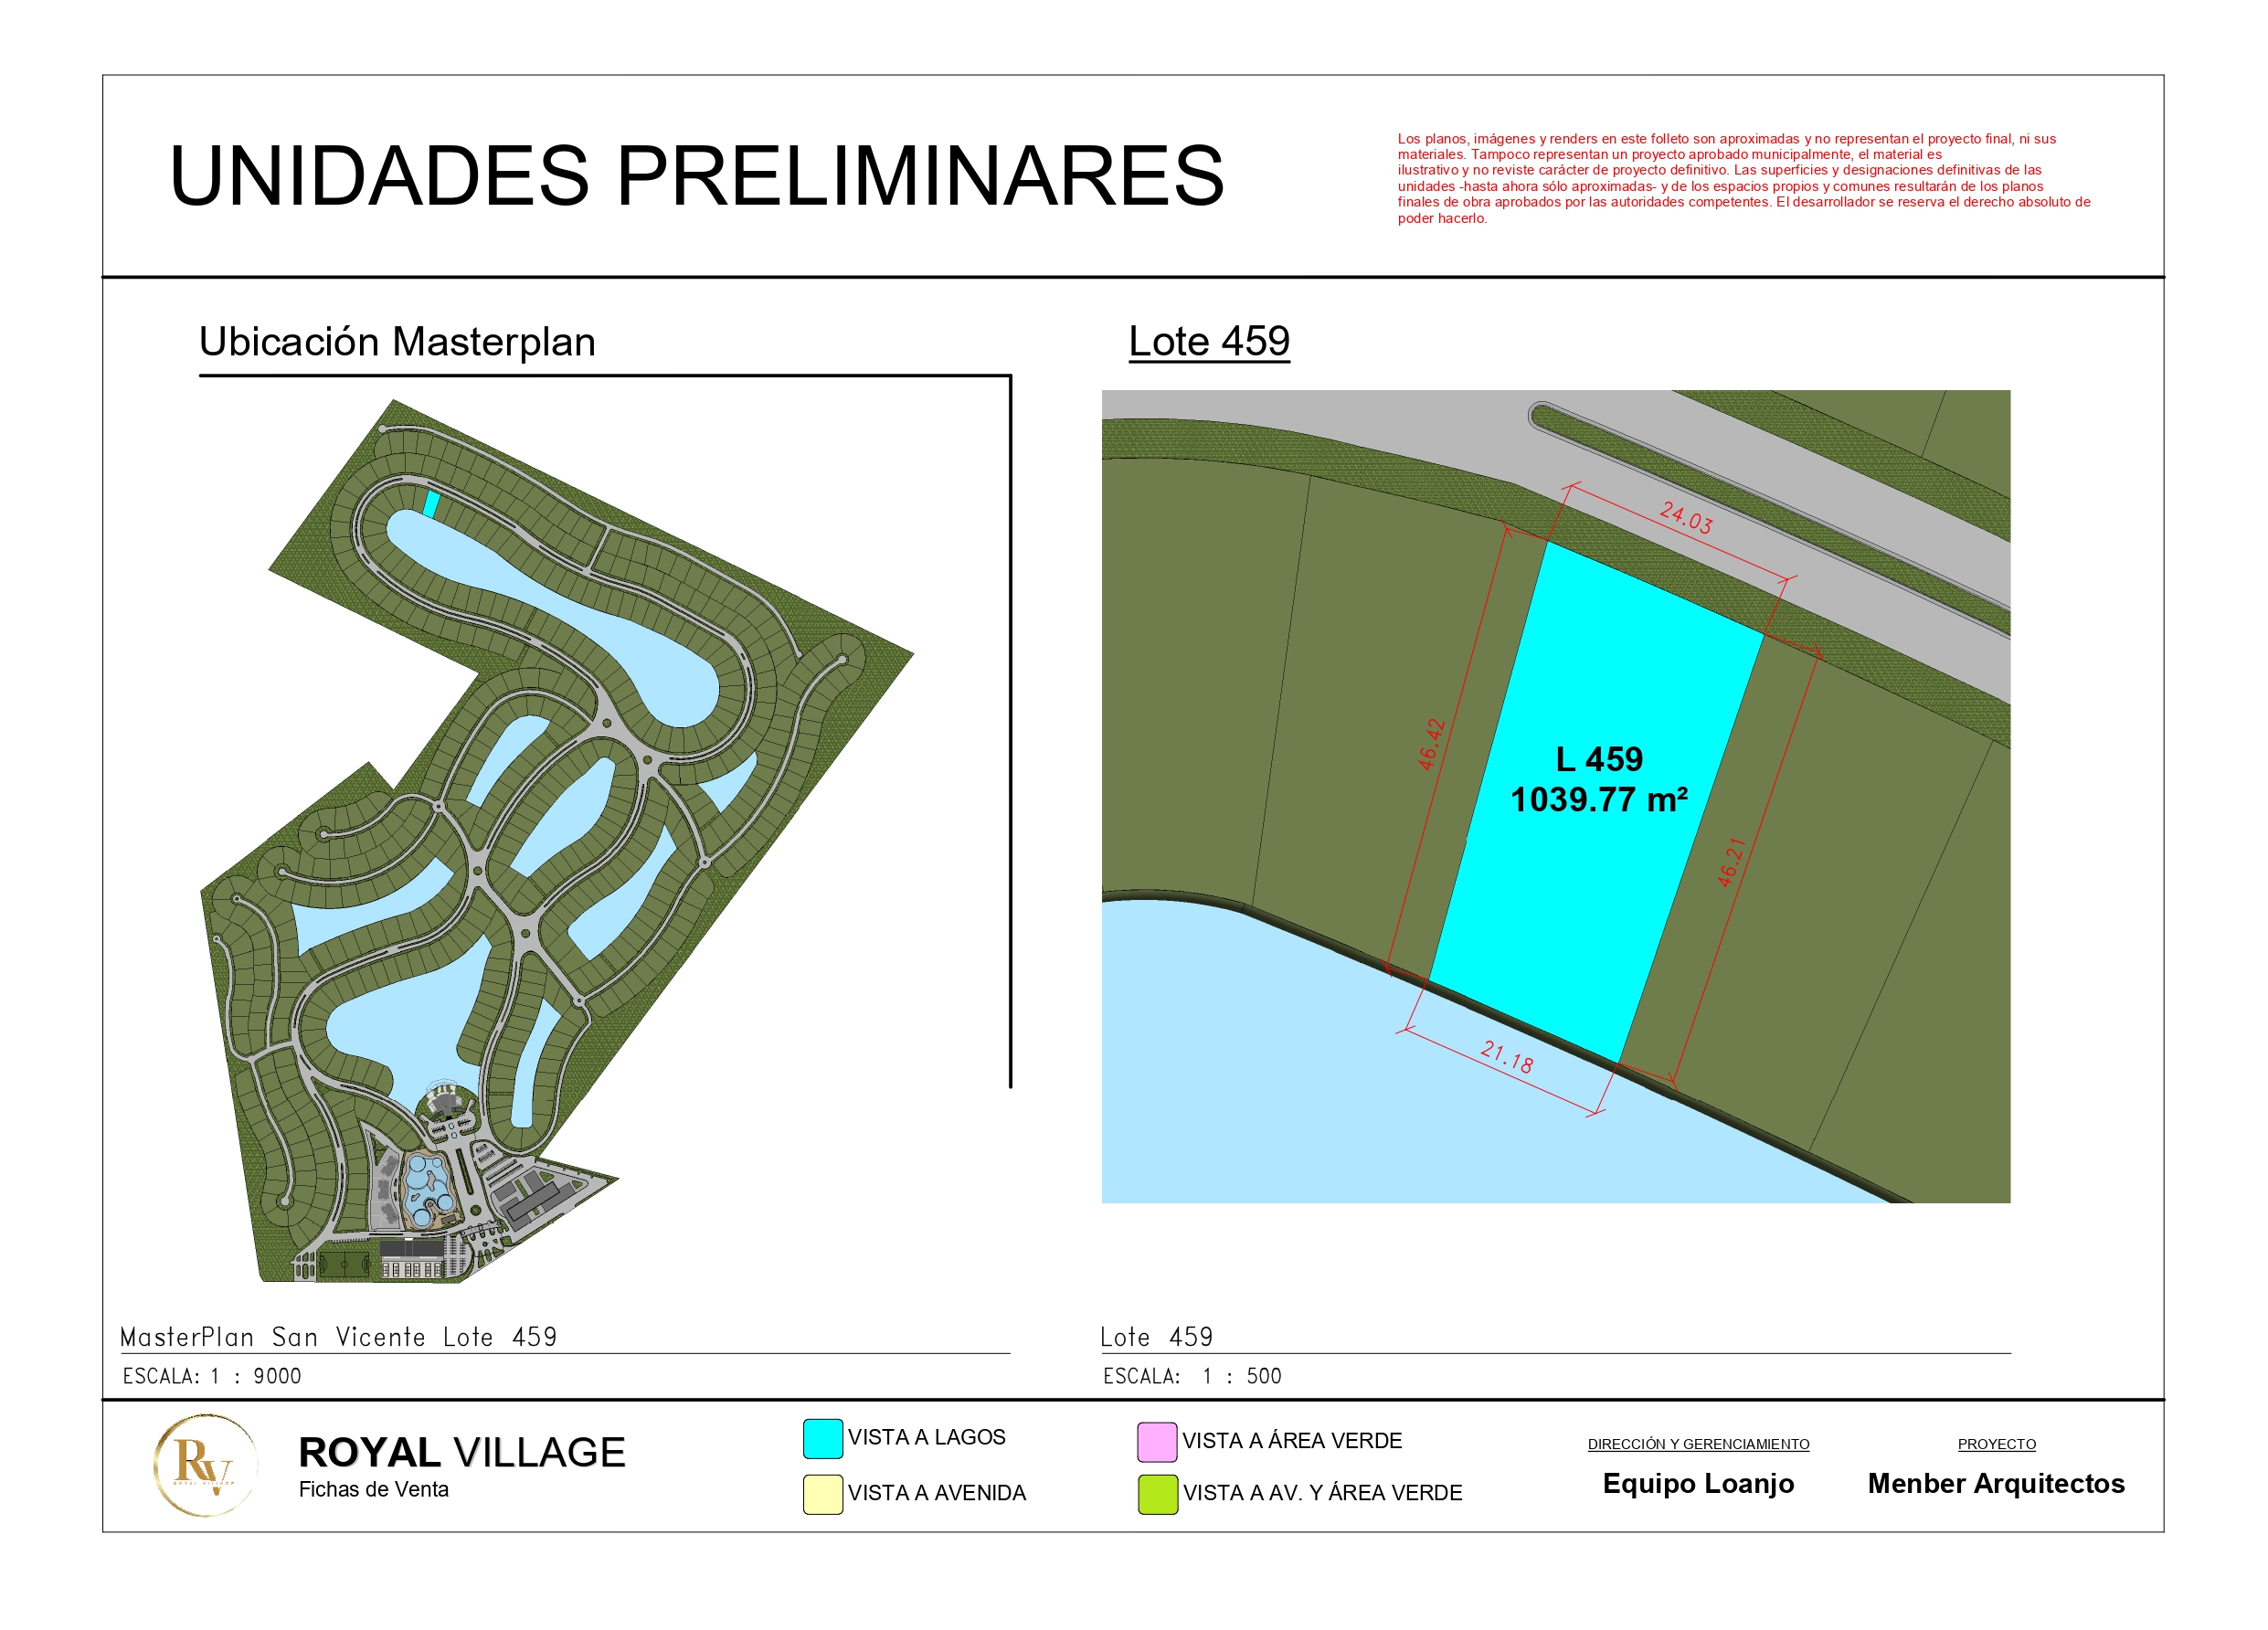 UNIDADES PRELIMINARES
Los planos, imágenes y renders en este folleto son aproximadas y no representan el proyecto final, ni sus
materiales. Tampoco representan un proyecto aprobado municipalmente, el material es
ilustrativo y no reviste carácter de proyecto definitivo. Las superficies y designaciones definitivas de las
unidades -hasta ahora sólo aproximadas- y de los espacios propios y comunes resultarán de los planos
finales de obra aprobados por las autoridades competentes. El desarrollador se reserva el derecho absoluto de
poder hacerlo.
Ubicación Masterplan
Lote 459
24.03
46.42
L 459
1039.77 m²
46.21
21.18
MasterPlan San Vicente Lote 459
ESCALA: 1 : 9000
Lote 459
ESCALA: 1 : 500
RV
ROYAL VILLAGE
ROYAL VILLAGE
Fichas de Venta
VISTA A LAGOS
VISTA A AVENIDA
VISTA A ÁREA VERDE
VISTA A AV. Y ÁREA VERDE
DIRECCIÓN Y GERENCIAMIENTO
Equipo Loanjo
PROYECTO
Menber Arquitectos